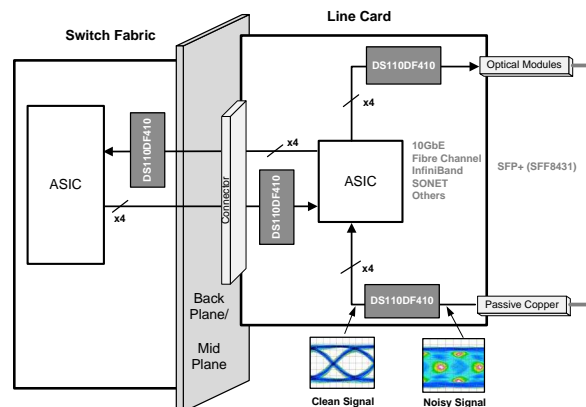 Switch Fabric
Line Card
DS110DF410
Optical Modules
x4
DS110DF410
x4
ASIC
x4
Connector
DS110DF410
ASIC
10GbE
Fibre Channel
InfiniBand
SONET
Others
SFP+ (SFF8431)
x4
DS110DF410
Passive Copper
Back
Plane/
Mid
Plane
Clean Signal
Noisy Signal